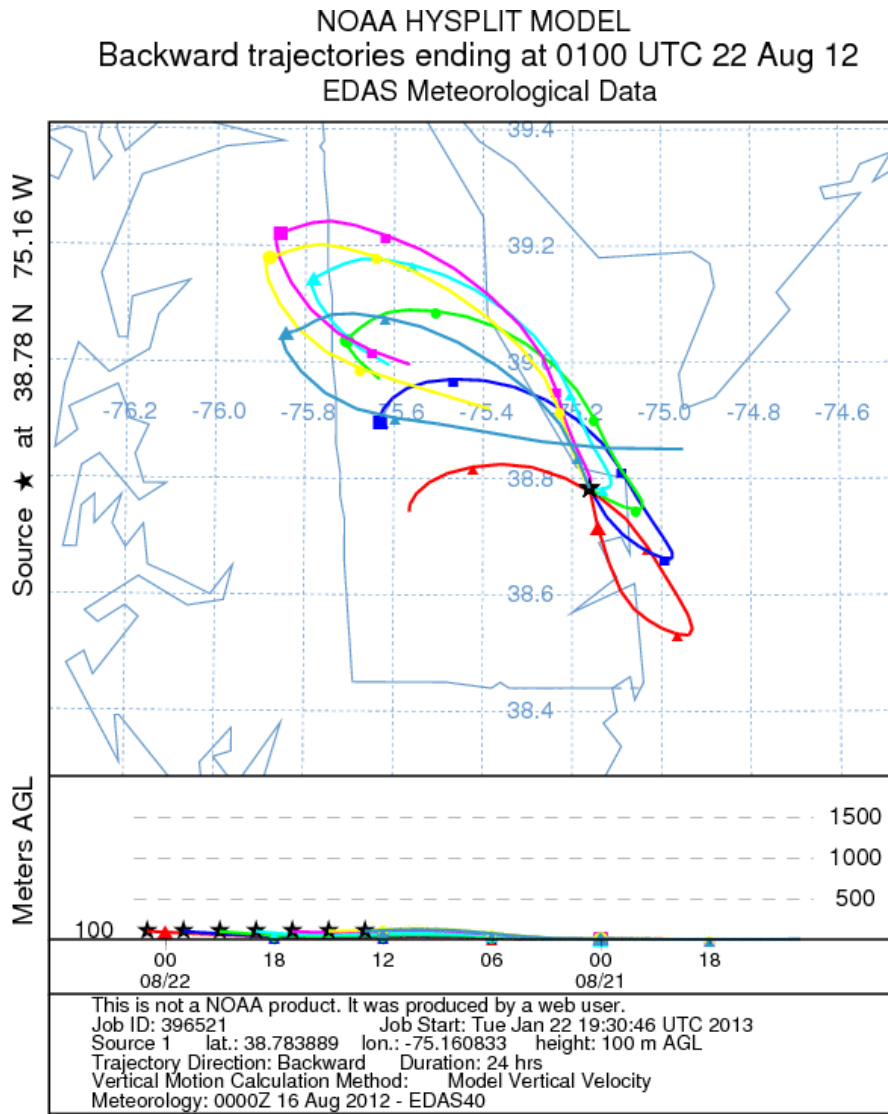 NOAA HYSPLIT MODEL
Backward trajectories ending at 0100 UTC 22 Aug 12
EDAS Meteorological Data
Source ★ at 38.78 N 75.16 W
39.4
39.2
39.0
-76.2 -76.0 -75.8 -75.6 -75.4 -75.2 -75.0 -74.8 -74.6
38.8
38.6
38.4
Meters AGL
1500
1000
500
100
00 18 12 06 00 18
08/22 08/21
This is not a NOAA product. It was produced by a web user.
Job ID: 396521 Job Start: Tue Jan 22 19:30:46 UTC 2013
Source 1 lat.: 38.783889 lon.: -75.160833 height: 100 m AGL
Trajectory Direction: Backward Duration: 24 hrs
Vertical Motion Calculation Method: Model Vertical Velocity
Meteorology: 0000Z 16 Aug 2012 - EDAS40